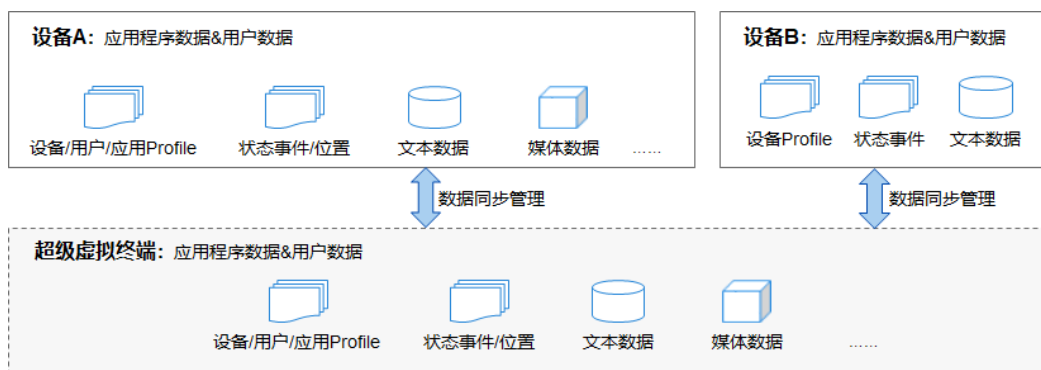 设备A：应用程序数据&用户数据
设备/用户/应用Profile
状态事件/位置
文本数据
媒体数据
……
设备B：应用程序数据&用户数据
设备Profile
状态事件
文本数据
数据同步管理
数据同步管理
超级虚拟终端：应用程序数据&用户数据
设备/用户/应用Profile
状态事件/位置
文本数据
媒体数据
……